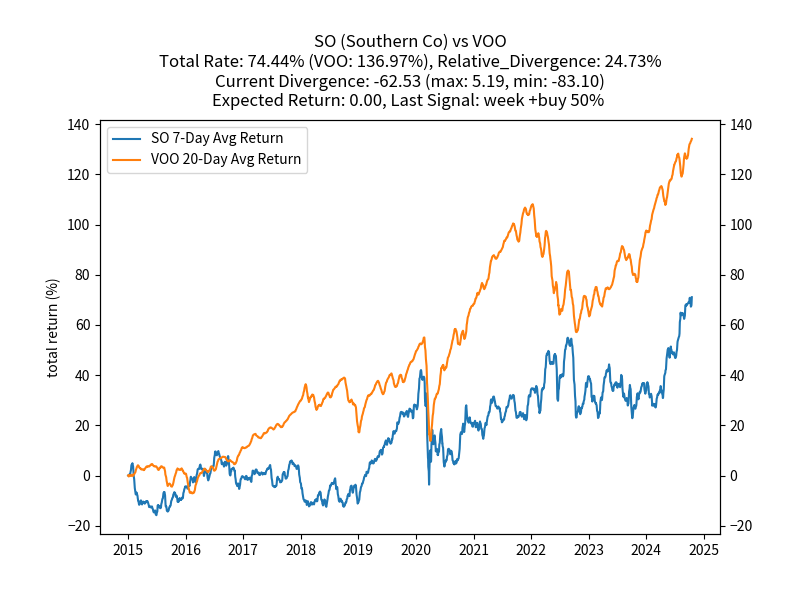 SO (Southern Co) vs VOO
Total Rate: 74.44% (VOO: 136.97%), Relative_Divergence: 24.73%
Current Divergence: -62.53 (max: 5.19, min: -83.10)
Expected Return: 0.00, Last Signal: week +buy 50%
SO 7-Day Avg Return
VOO 20-Day Avg Return
total return (%)
140
120
100
80
60
40
20
0
−20
140
120
100
80
60
40
20
0
−20
2015 2016 2017 2018 2019 2020 2021 2022 2023 2024 2025